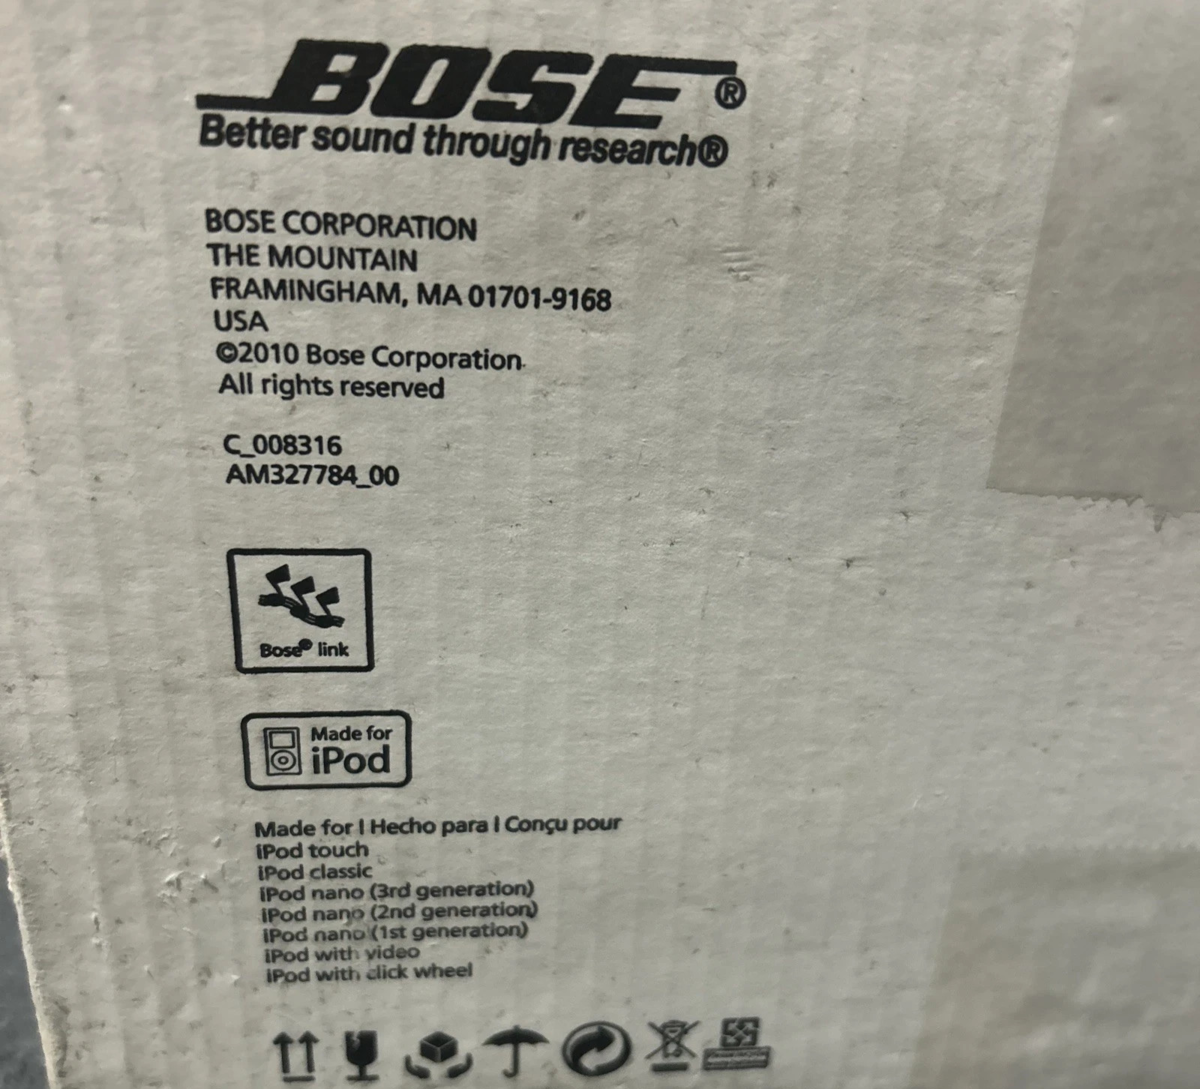 BOSE®
Better sound through research®
BOSE CORPORATION
THE MOUNTAIN
FRAMINGHAM, MA 01701-9168
USA
©2010 Bose Corporation.
All rights reserved
C_008316
AM327784_00
Bose® link
Made for
iPod
Made for | Hecho para | Conçu pour
iPod touch
iPod classic
iPod nano (3rd generation)
iPod nano (2nd generation)
iPod nano (1st generation)
iPod with video
iPod with click wheel